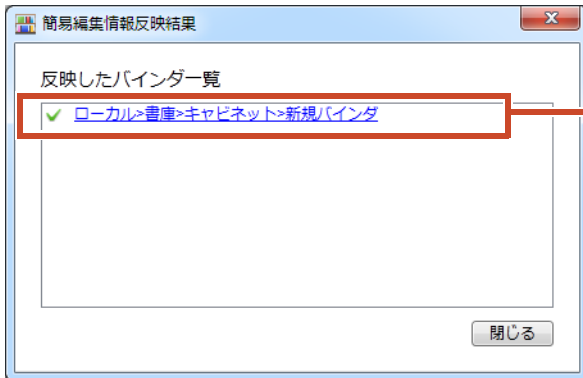 簡易編集情報反映結果
反映したバインダ一覧
ローカル>書庫>キャビネット>新規バインダ
閉じる